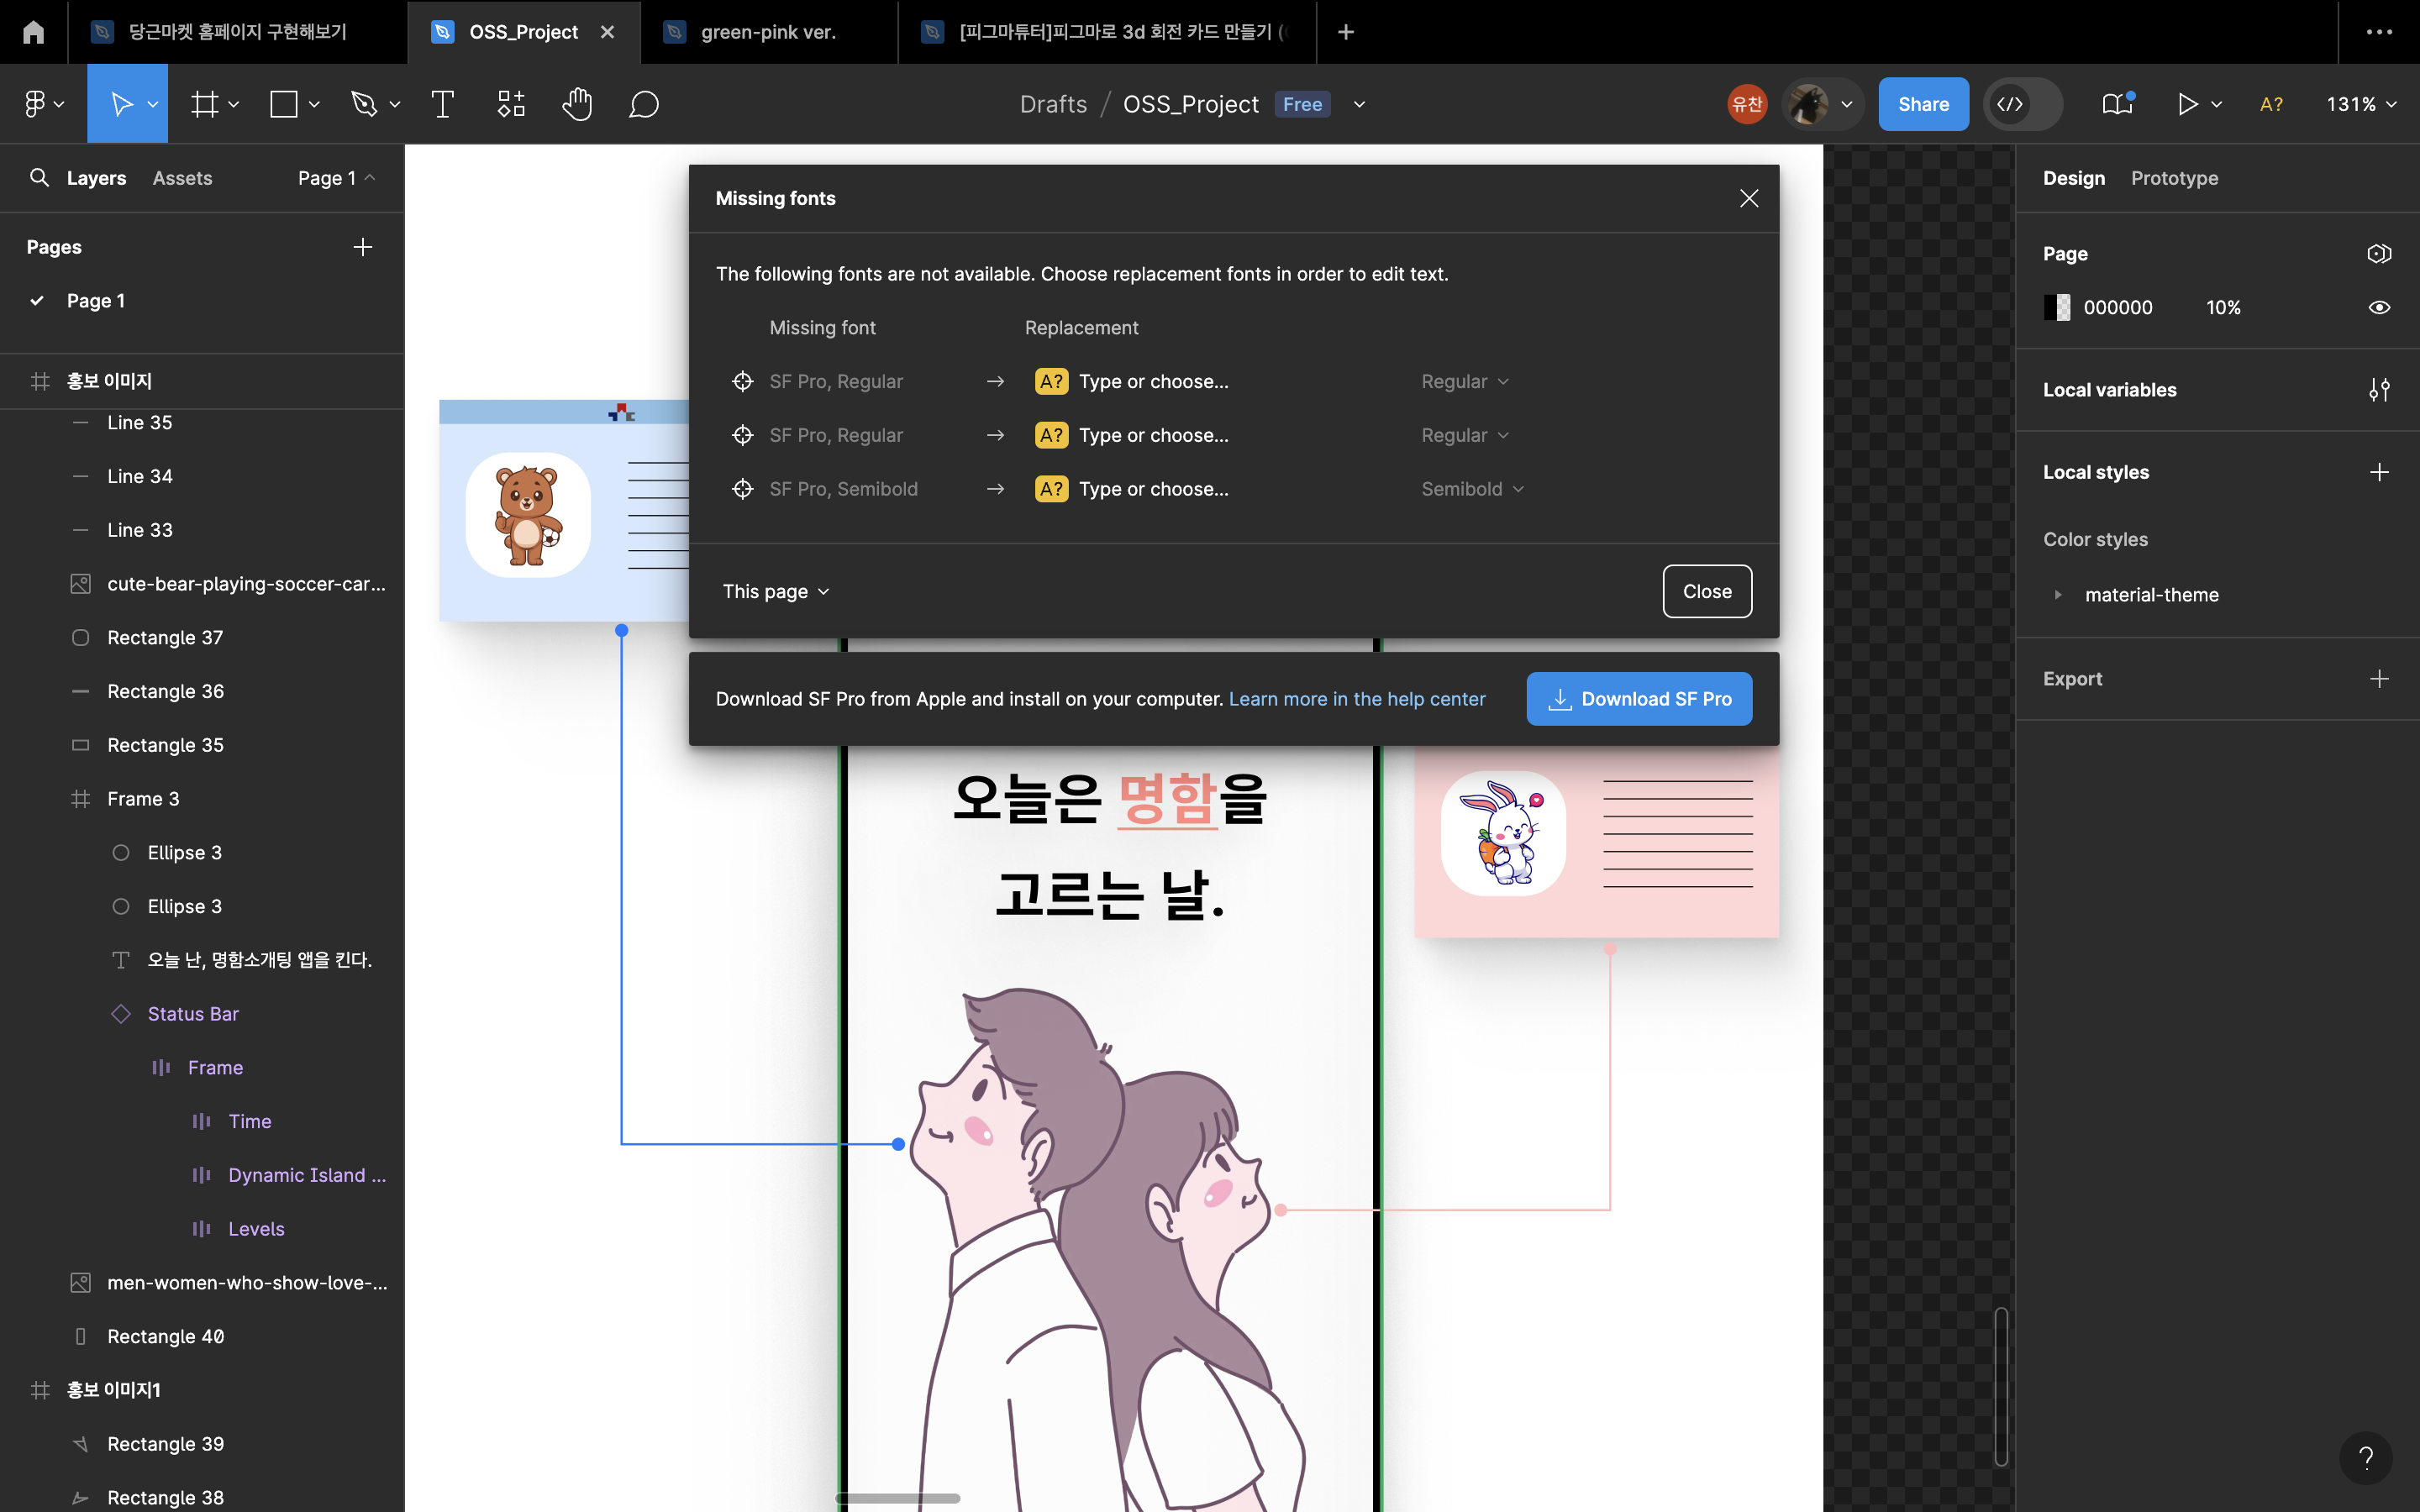 당근마켓 홈페이지 구현해보기
OSS_Project
green-pink ver.
[피그마튜터]피그마로 3d 회전 카드 만들기 (
Drafts / OSS_Project Free
유찬
Share
A?
131%
Layers
Assets
Page 1
Pages
Page 1
홍보 이미지
Line 35
Line 34
Line 33
cute-bear-playing-soccer-car...
Rectangle 37
Rectangle 36
Rectangle 35
Frame 3
Ellipse 3
Ellipse 3
오늘 난, 명함소개팅 앱을 킨다.
Status Bar
Frame
Time
Dynamic Island ...
Levels
men-women-who-show-love-...
Rectangle 40
홍보 이미지1
Rectangle 39
Rectangle 38
Missing fonts
The following fonts are not available. Choose replacement fonts in order to edit text.
Missing font Replacement
SF Pro, Regular → A? Type or choose... Regular
SF Pro, Regular → A? Type or choose... Regular
SF Pro, Semibold → A? Type or choose... Semibold
This page
Close
Download SF Pro from Apple and install on your computer. Learn more in the help center
Download SF Pro
오늘은 명함을
고르는 날.
Design
Prototype
Page
000000 10%
Local variables
Local styles
Color styles
material-theme
Export
?